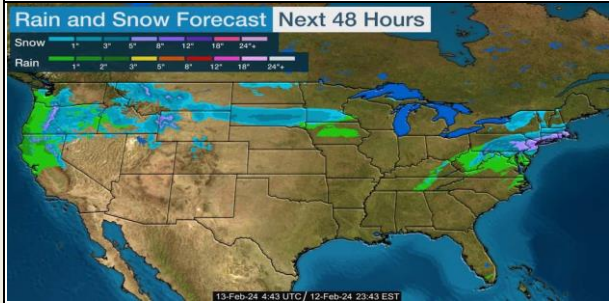 Rain and Snow Forecast Next 48 Hours
Snow
1" 3" 5" 8" 12" 18" 24"+
Rain
1" 2" 3" 5" 8" 12" 18" 24"+
13-Feb-24 4:43 UTC / 12-Feb-24 23:43 EST